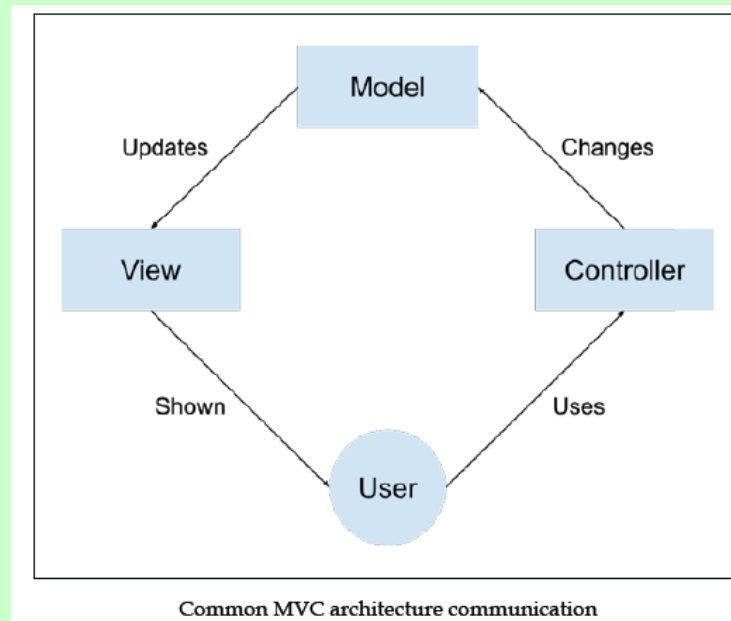 Model
Updates
Changes
View
Controller
Shown
Uses
User
Common MVC architecture communication